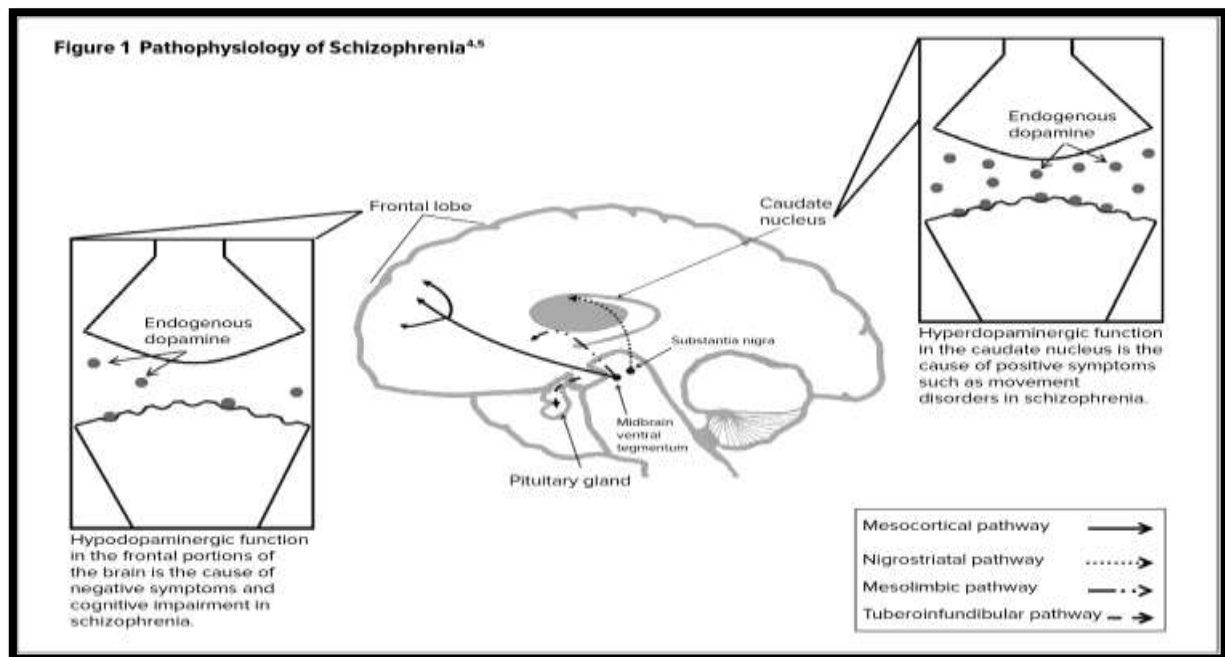 Figure 1 Pathophysiology of Schizophrenia4,5
Endogenous
dopamine
Hyperdopaminergic function
in the caudate nucleus is the
cause of positive symptoms
such as movement
disorders in schizophrenia.
Frontal lobe
Caudate
nucleus
Substantia nigra
Midbrain
ventral
tegmentum
Pituitary gland
Endogenous
dopamine
Hypodopaminergic function
in the frontal portions of
the brain is the cause of
negative symptoms and
cognitive impairment in
schizophrenia.
Mesocortical pathway
Nigrostriatal pathway
Mesolimbic pathway
Tuberoinfundibular pathway